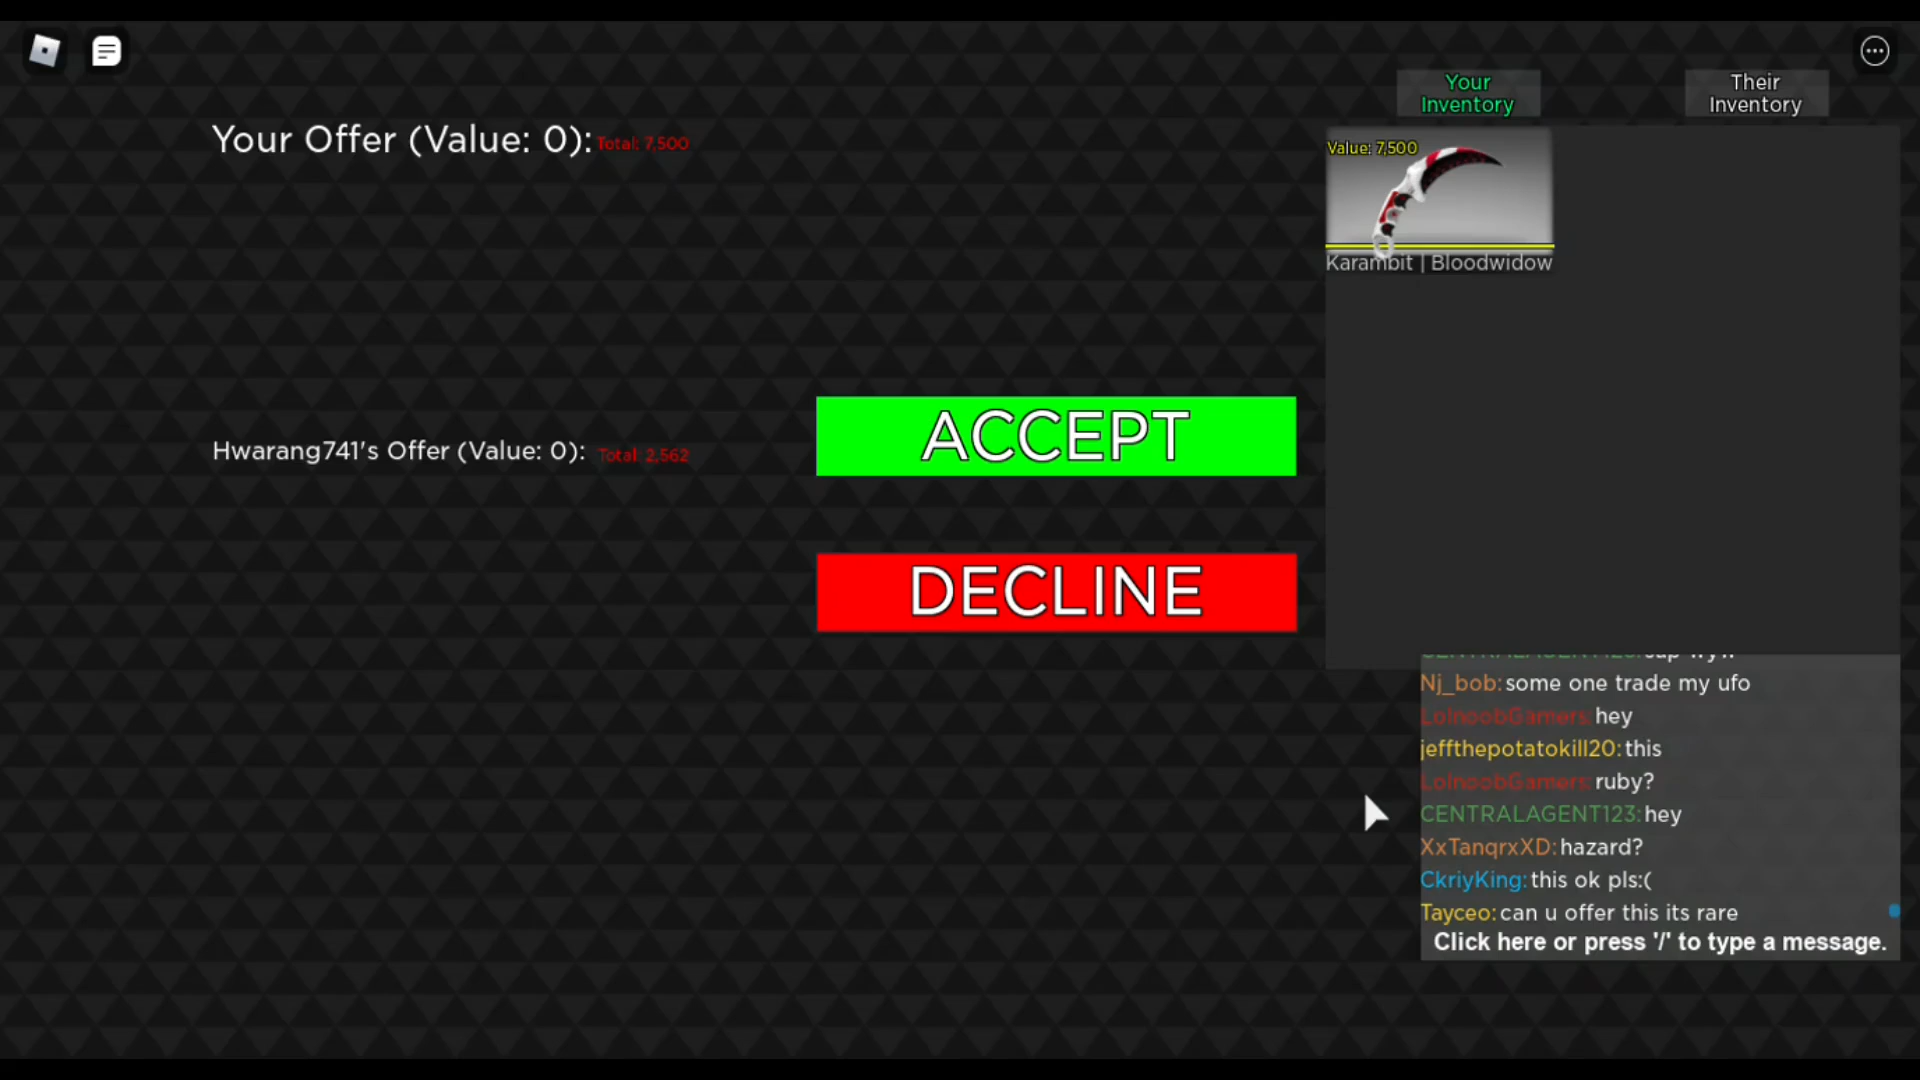 Your Offer (Value: 0): Total: 7,500
Your
Inventory
Their
Inventory
Value: 7,500
Karambit | Bloodwidow
Hwarang741's Offer (Value: 0): Total: 2,562
ACCEPT
DECLINE
Nj_bob: some one trade my ufo
LolnoobGamers: hey
jeffthepotatokill20: this
LolnoobGamers: ruby?
CENTRALAGENT123: hey
XxTanqrxXD: hazard?
CkriyKing: this ok pls:(
Tayceo: can u offer this its rare
Click here or press '/' to type a message.